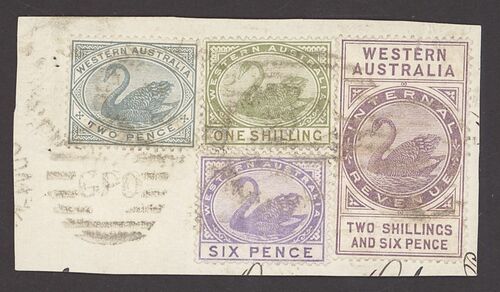 WESTERN AUSTRALIA
TWO PENCE
WESTERN AUSTRALIA
ONE SHILLING
WESTERN AUSTRALIA
SIX PENCE
WESTERN
AUSTRALIA
INTERNAL
REVENUE
TWO SHILLINGS
AND SIX PENCE
GPO